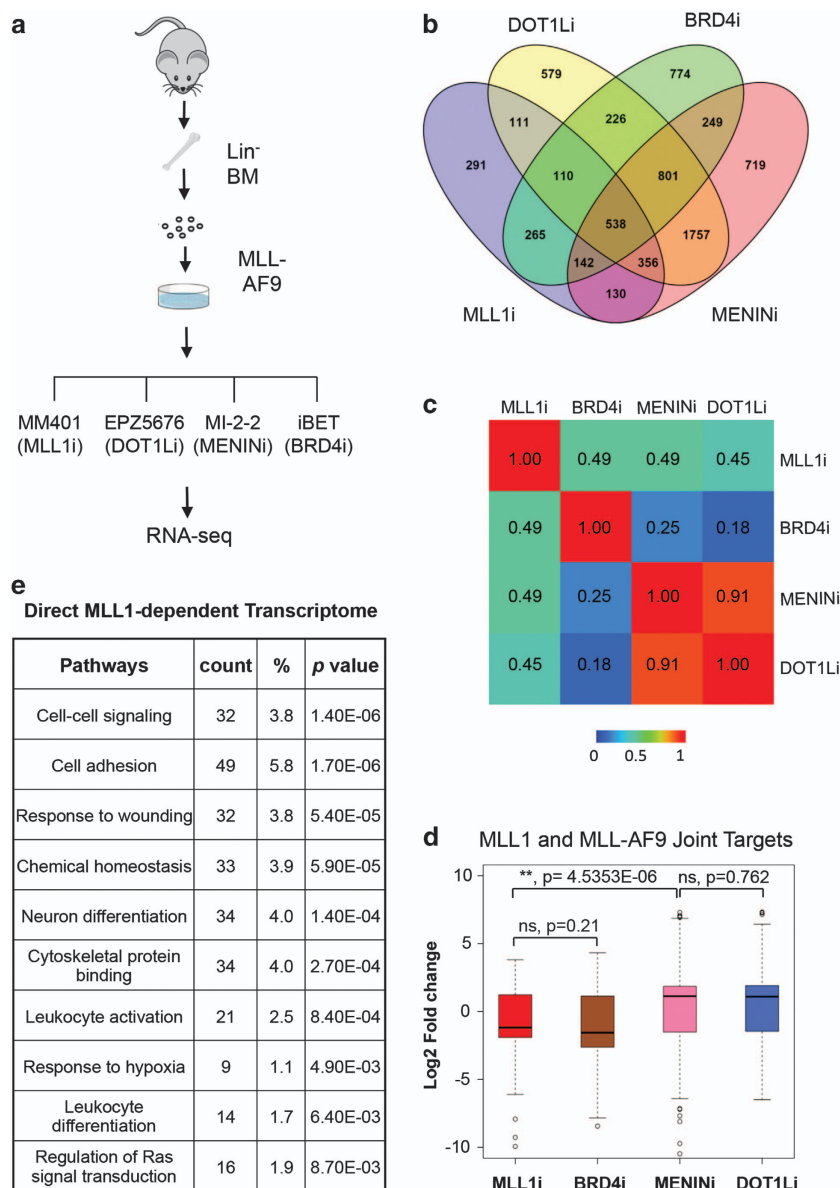 a
Lin-
BM
MLL-
AF9
MM401
(MLL1i)
EPZ5676
(DOT1Li)
MI-2-2
(MENINi)
iBET
(BRD4i)
RNA-seq
b
DOT1Li
BRD4i
579
774
111
226
249
291
110
801
719
538
265
1757
142
356
130
MLL1i
MENINi
c
MLL1i BRD4i MENINi DOT1Li
1.00 0.49 0.49 0.45 MLL1i
0.49 1.00 0.25 0.18 BRD4i
0.49 0.25 1.00 0.91 MENINi
0.45 0.18 0.91 1.00 DOT1Li
0 0.5 1
e
Direct MLL1-dependent Transcriptome
Pathways count % p value
Cell-cell signaling 32 3.8 1.40E-06
Cell adhesion 49 5.8 1.70E-06
Response to wounding 32 3.8 5.40E-05
Chemical homeostasis 33 3.9 5.90E-05
Neuron differentiation 34 4.0 1.40E-04
Cytoskeletal protein
binding 34 4.0 2.70E-04
Leukocyte activation 21 2.5 8.40E-04
Response to hypoxia 9 1.1 4.90E-03
Leukocyte
differentiation 14 1.7 6.40E-03
Regulation of Ras
signal transduction 16 1.9 8.70E-03
d
MLL1 and MLL-AF9 Joint Targets
**, p= 4.5353E-06
ns, p=0.762
ns, p=0.21
Log2 Fold change
10
5
0
-5
-10
MLL1i BRD4i MENINi DOT1Li